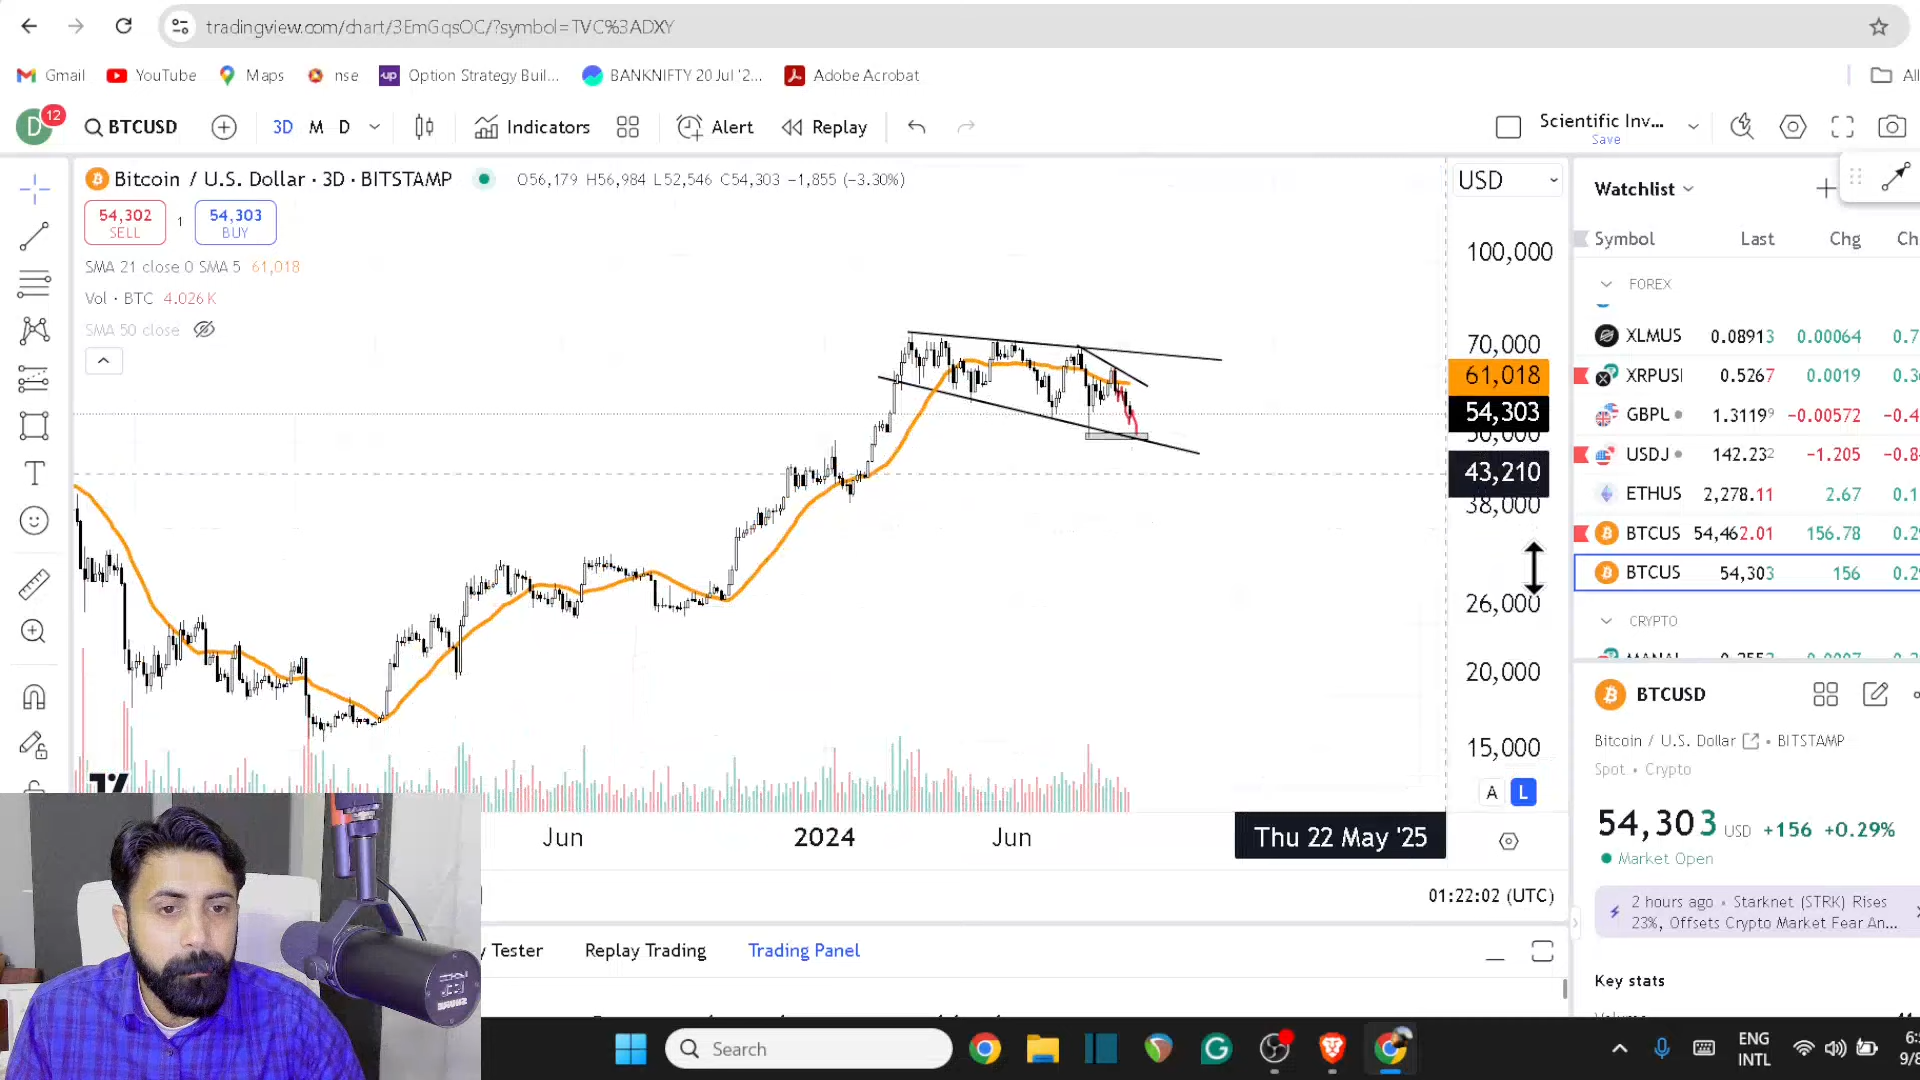 tradingview.com/chart/3EmGqsOC/?symbol=TVC%3ADXY
Gmail YouTube Maps nse Option Strategy Buil... BANKNIFTY 20 Jul '2... Adobe Acrobat All
D 12 BTCUSD 3D M D Indicators Alert Replay Scientific Inv...
Save
Bitcoin / U.S. Dollar · 3D · BITSTAMP O56,179 H56,984 L52,546 C54,303 −1,855 (−3.30%)
54,302 SELL 1 54,303 BUY
SMA 21 close 0 SMA 5 61,018
Vol · BTC 4.026 K
SMA 50 close
USD
100,000
70,000
61,018
54,303
50,000
43,210
38,000
26,000
20,000
15,000
A L
Jun 2024 Jun Thu 22 May '25
01:22:02 (UTC)
y Tester Replay Trading Trading Panel
Watchlist
Symbol Last Chg Ch
FOREX
XLMUS 0.08913 0.00064 0.7
XRPUSI 0.5267 0.0019 0.3
GBPL 1.31199 −0.00572 −0.4
USDJ 142.232 −1.205 −0.8
ETHUS 2,278.11 2.67 0.1
BTCUS 54,462.01 156.78 0.2
BTCUS 54,303 156 0.2
CRYPTO
BTCUSD
Bitcoin / U.S. Dollar • BITSTAMP
Spot • Crypto
54,303 USD +156 +0.29%
Market Open
2 hours ago • Starknet (STRK) Rises
23%, Offsets Crypto Market Fear An...
Key stats
Search
ENG
INTL
6:
9/8